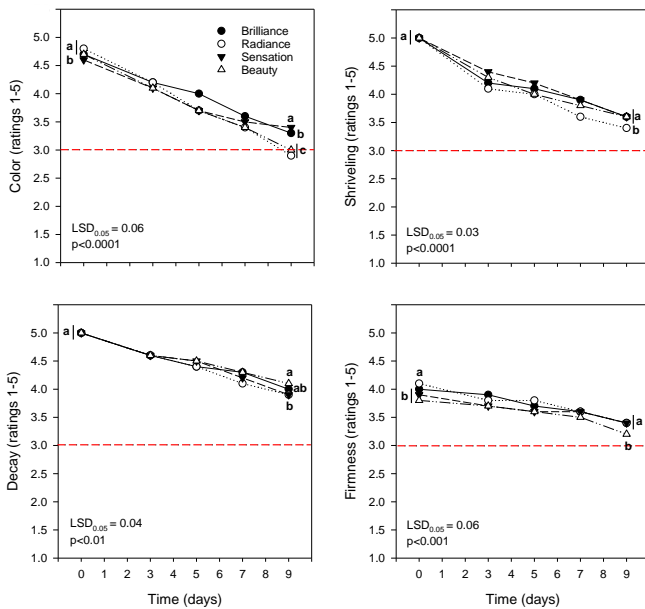 Brilliance
Radiance
Sensation
Beauty
Color (ratings 1-5)
5.0
4.5
4.0
3.5
3.0
2.5
2.0
1.5
1.0
a
b
a
b
c
LSD0.05 = 0.06
p<0.0001
Shriveling (ratings 1-5)
5.0
4.5
4.0
3.5
3.0
2.5
2.0
1.5
1.0
a
a
b
LSD0.05 = 0.03
p<0.0001
Decay (ratings 1-5)
5.0
4.5
4.0
3.5
3.0
2.5
2.0
1.5
1.0
a
a
ab
b
LSD0.05 = 0.04
p<0.01
0 1 2 3 5 7 8 9
Time (days)
Firmness (ratings 1-5)
5.0
4.5
4.0
3.5
3.0
2.5
2.0
1.5
1.0
a
b
a
b
LSD0.05 = 0.06
p<0.001
0 1 2 3 5 7 8 9
Time (days)